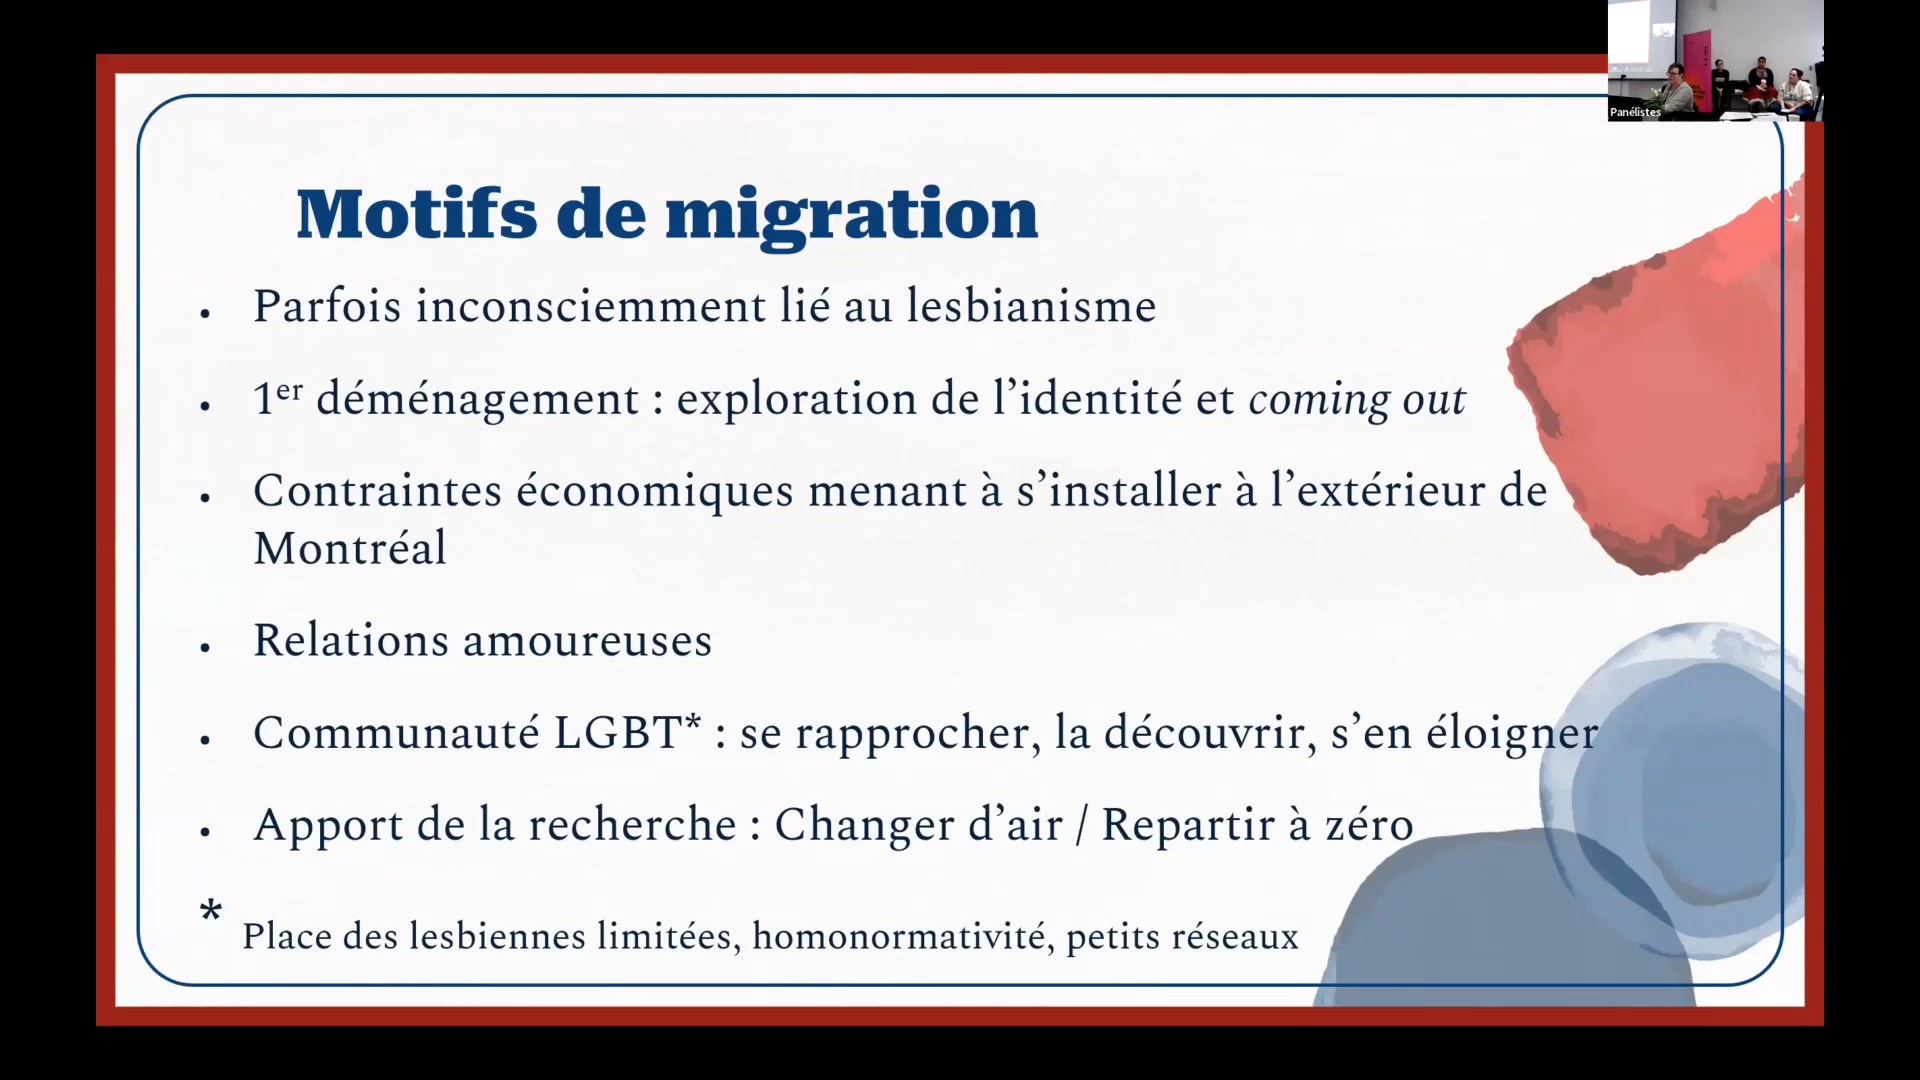 Panélistes
Motifs de migration
• Parfois inconsciemment lié au lesbianisme
• 1er déménagement : exploration de l’identité et coming out
• Contraintes économiques menant à s’installer à l’extérieur de
Montréal
• Relations amoureuses
• Communauté LGBT* : se rapprocher, la découvrir, s’en éloigner
• Apport de la recherche : Changer d’air / Repartir à zéro
* Place des lesbiennes limitées, homonormativité, petits réseaux